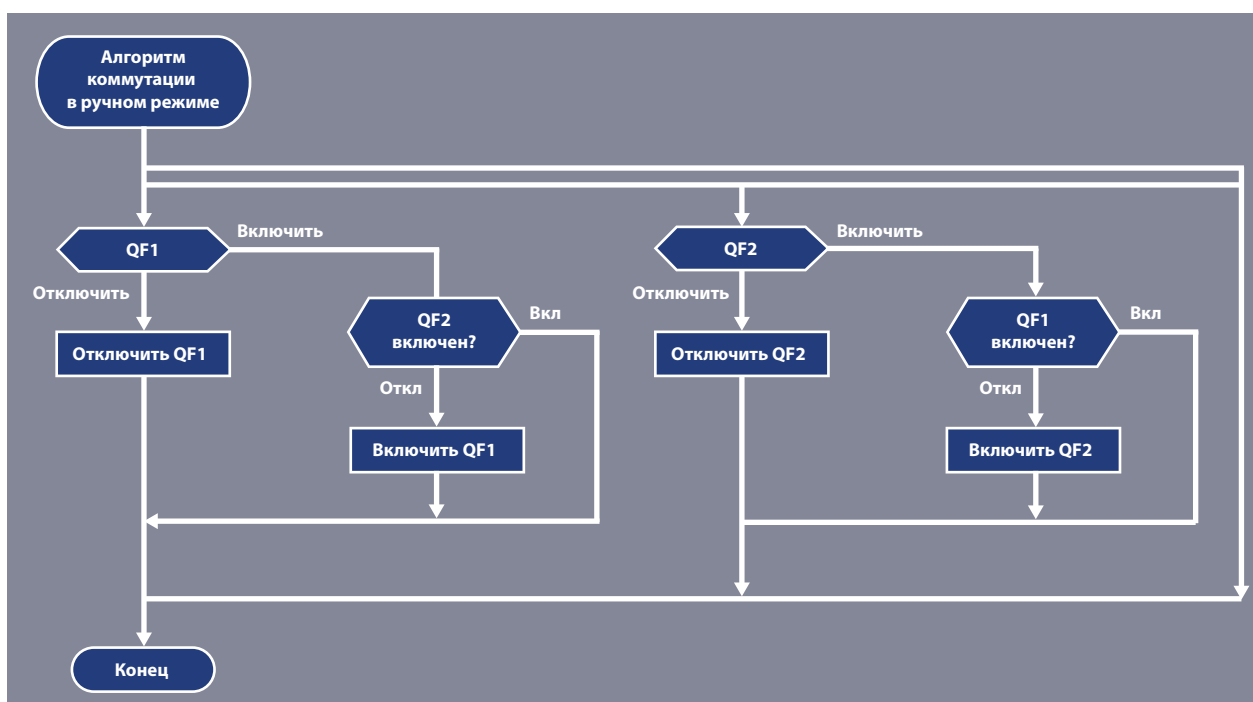 Алгоритм
коммутации
в ручном режиме
QF1
Включить
Отключить
Отключить QF1
QF2
включен?
Вкл
Откл
Включить QF1
QF2
Включить
Отключить
Отключить QF2
QF1
включен?
Вкл
Откл
Включить QF2
Конец